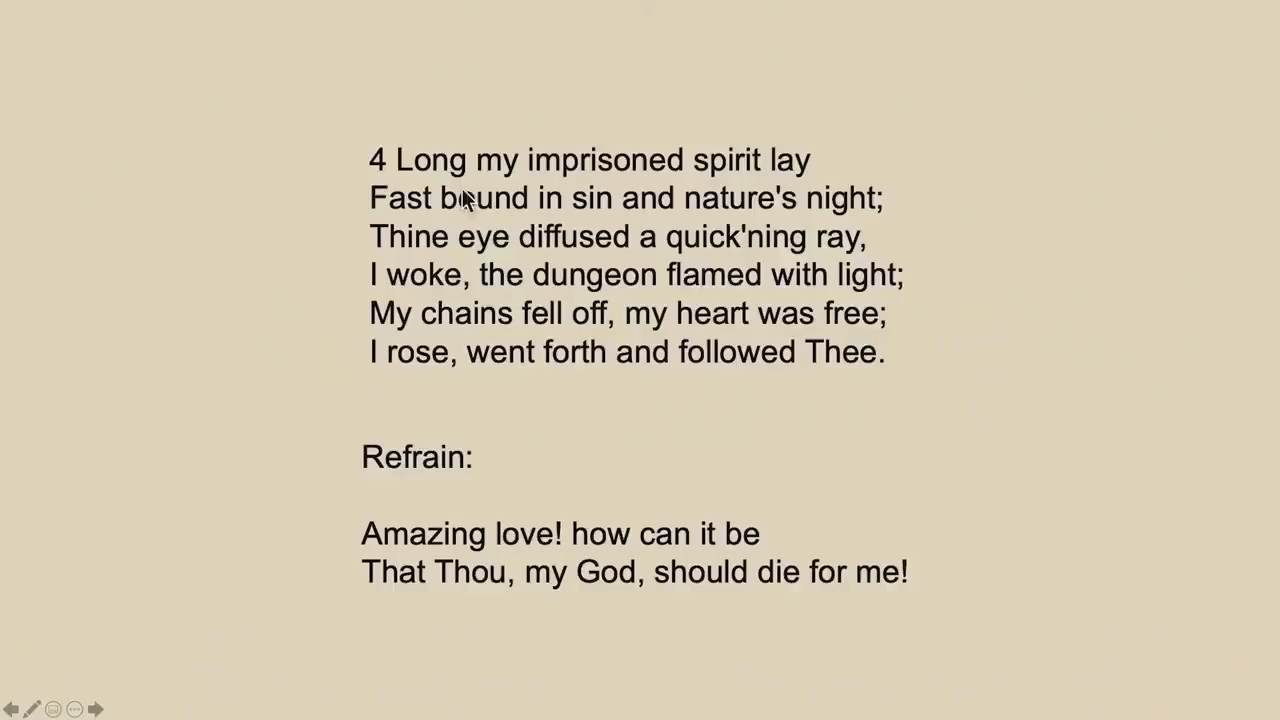 4 Long my imprisoned spirit lay
Fast bound in sin and nature's night;
Thine eye diffused a quick'ning ray,
I woke, the dungeon flamed with light;
My chains fell off, my heart was free;
I rose, went forth and followed Thee.
Refrain:
Amazing love! how can it be
That Thou, my God, should die for me!